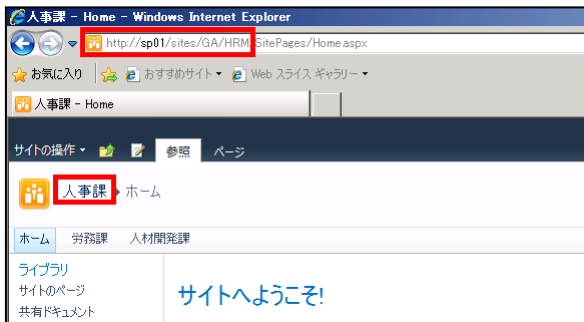 人事課 - Home - Windows Internet Explorer
http://sp01/sites/GA/HRM/SitePages/Home.aspx
お気に入り おすすめサイト Web スライス ギャラリー
人事課 - Home
サイトの操作 参照 ページ
人事課 ホーム
ホーム 労務課 人材開発課
ライブラリ
サイトのページ
サイトへようこそ!
共有ドキュメント